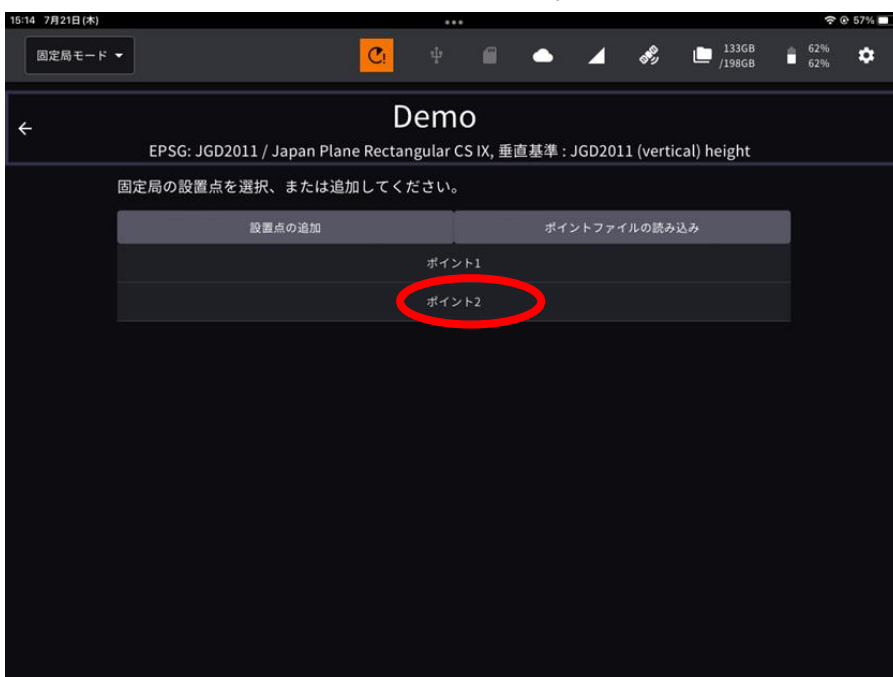 15:14 7月21日(木)
57%
固定局モード
133GB
/198GB
62%
62%
Demo
EPSG: JGD2011 / Japan Plane Rectangular CS IX, 垂直基準 : JGD2011 (vertical) height
固定局の設置点を選択、または追加してください。
設置点の追加
ポイントファイルの読み込み
ポイント1
ポイント2